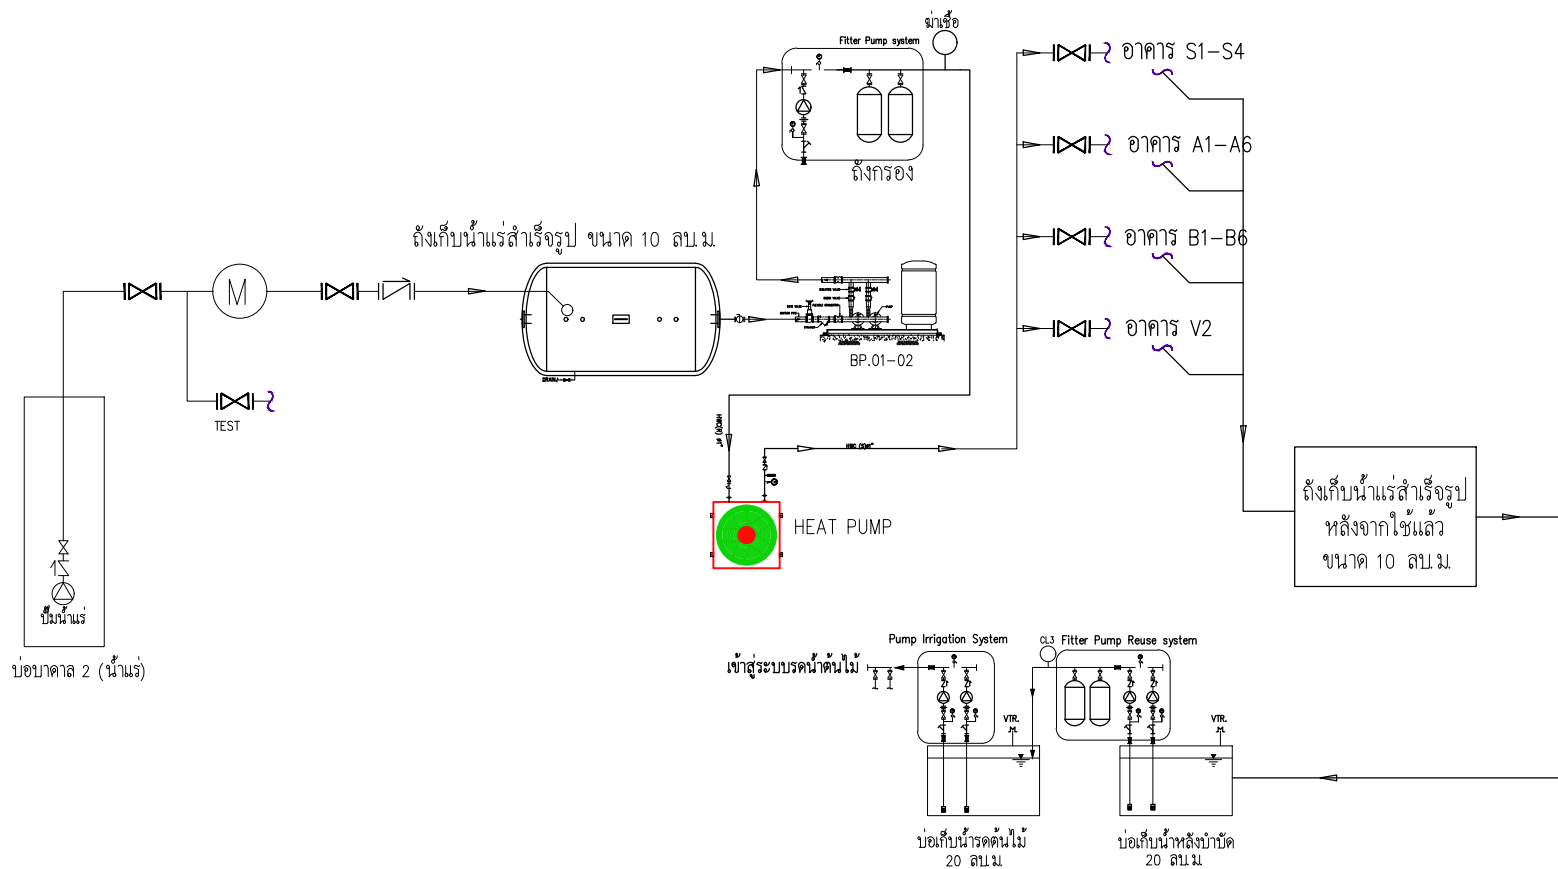 ฆ่าเชื้อ
Fitter Pump system
ถังกรอง
อาคาร S1-S4
อาคาร A1-A6
อาคาร B1-B6
อาคาร V2
ถังเก็บน้ำแร่สำเร็จรูป ขนาด 10 ลบ.ม.
M
TEST
BP.01-02
HWC (S)ø1"
HEAT PUMP
ถังเก็บน้ำแร่สำเร็จรูป
หลังจากใช้แล้ว
ขนาด 10 ลบ.ม.
ปั๊มน้ำแร่
บ่อบาดาล 2 (น้ำแร่)
Pump Irrigation System
CL3
Fitter Pump Reuse system
เข้าสู่ระบบรดน้ำต้นไม้
VTR.
VTR.
บ่อเก็บน้ำรดต้นไม้
20 ลบ.ม.
บ่อเก็บน้ำหลังบำบัด
20 ลบ.ม.